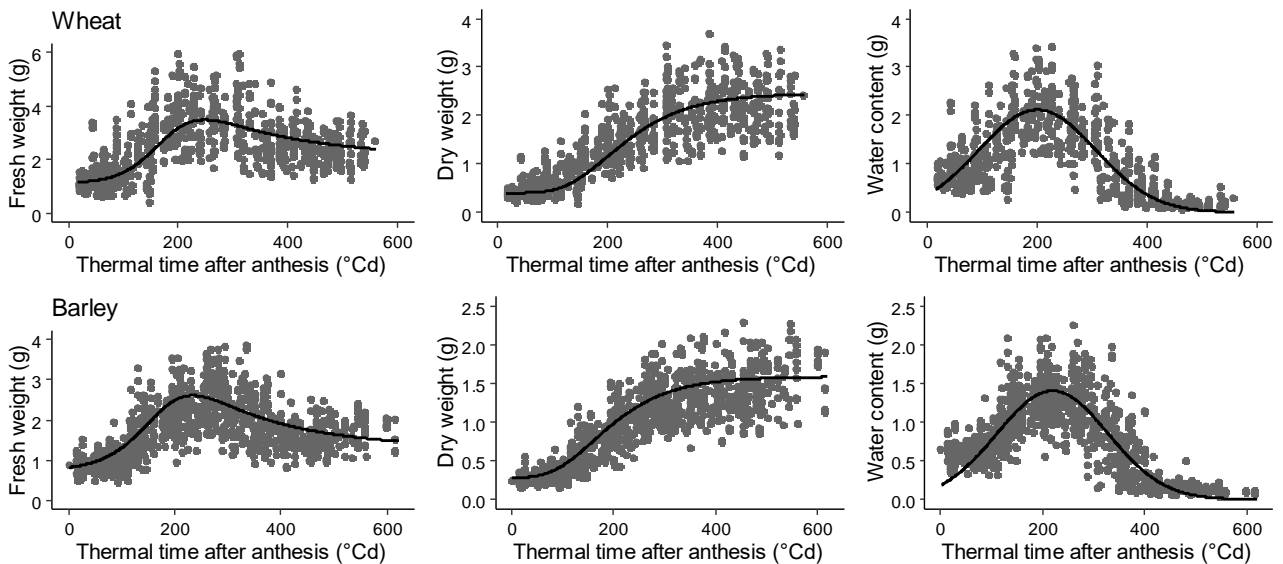 Wheat
Fresh weight (g)
6
4
2
0
0 200 400 600
Thermal time after anthesis (°Cd)
Dry weight (g)
4
3
2
1
0
0 200 400 600
Thermal time after anthesis (°Cd)
Water content (g)
4
3
2
1
0
0 200 400 600
Thermal time after anthesis (°Cd)
Barley
Fresh weight (g)
4
3
2
1
0
0 200 400 600
Thermal time after anthesis (°Cd)
Dry weight (g)
2.5
2.0
1.5
1.0
0.5
0.0
0 200 400 600
Thermal time after anthesis (°Cd)
Water content (g)
2.5
2.0
1.5
1.0
0.5
0.0
0 200 400 600
Thermal time after anthesis (°Cd)